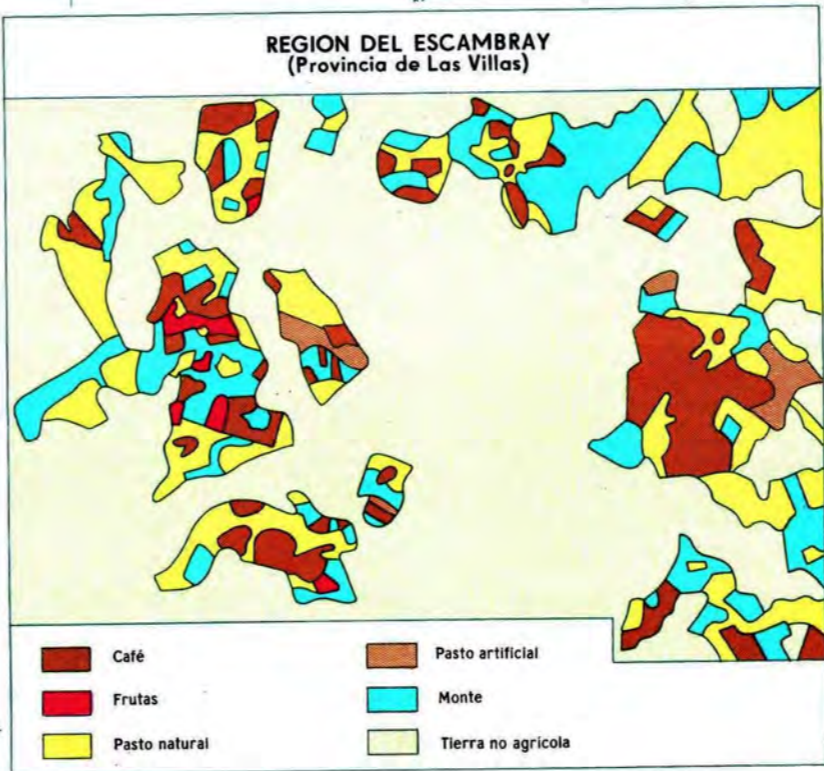 REGION DEL ESCAMBRAY
(Provincia de Las Villas)
Café
Frutas
Pasto natural
Pasto artificial
Monte
Tierra no agrícola